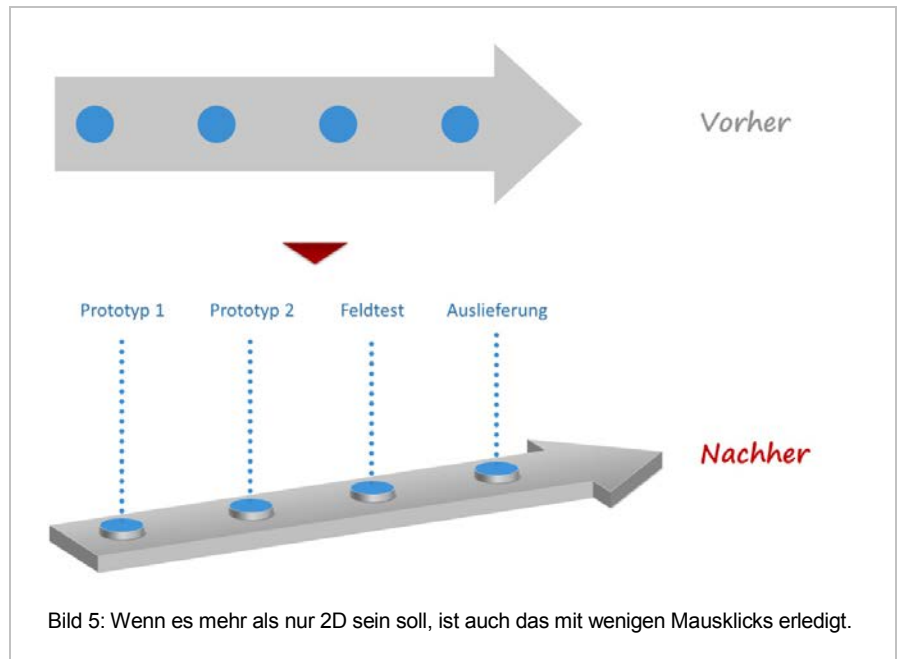 Vorher
Prototyp 1 Prototyp 2 Feldtest Auslieferung
Nachher
Bild 5: Wenn es mehr als nur 2D sein soll, ist auch das mit wenigen Mausklicks erledigt.